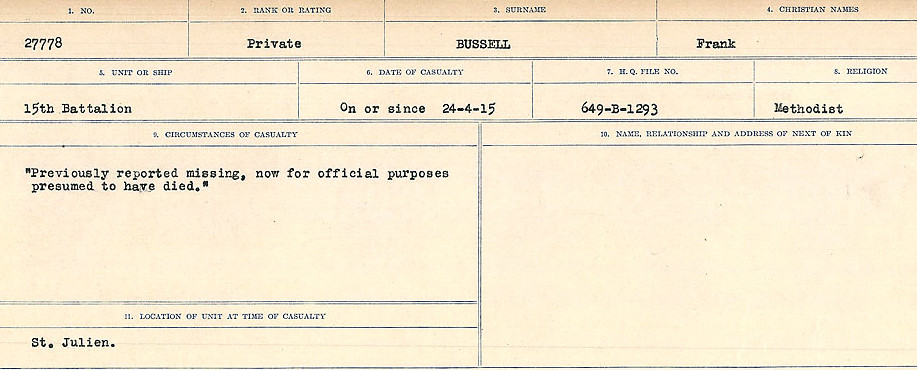 1. NO.
2. RANK OR RATING
3. SURNAME
4. CHRISTIAN NAMES
27778
Private
BUSSELL
Frank
5. UNIT OR SHIP
6. DATE OF CASUALTY
7. H.Q. FILE NO.
8. RELIGION
15th Battalion
On or since 24-4-15
649-B-1293
Methodist
9. CIRCUMSTANCES OF CASUALTY
10. NAME, RELATIONSHIP AND ADDRESS OF NEXT OF KIN
"Previously reported missing, now for official purposes
presumed to have died."
11. LOCATION OF UNIT AT TIME OF CASUALTY
St. Julien.